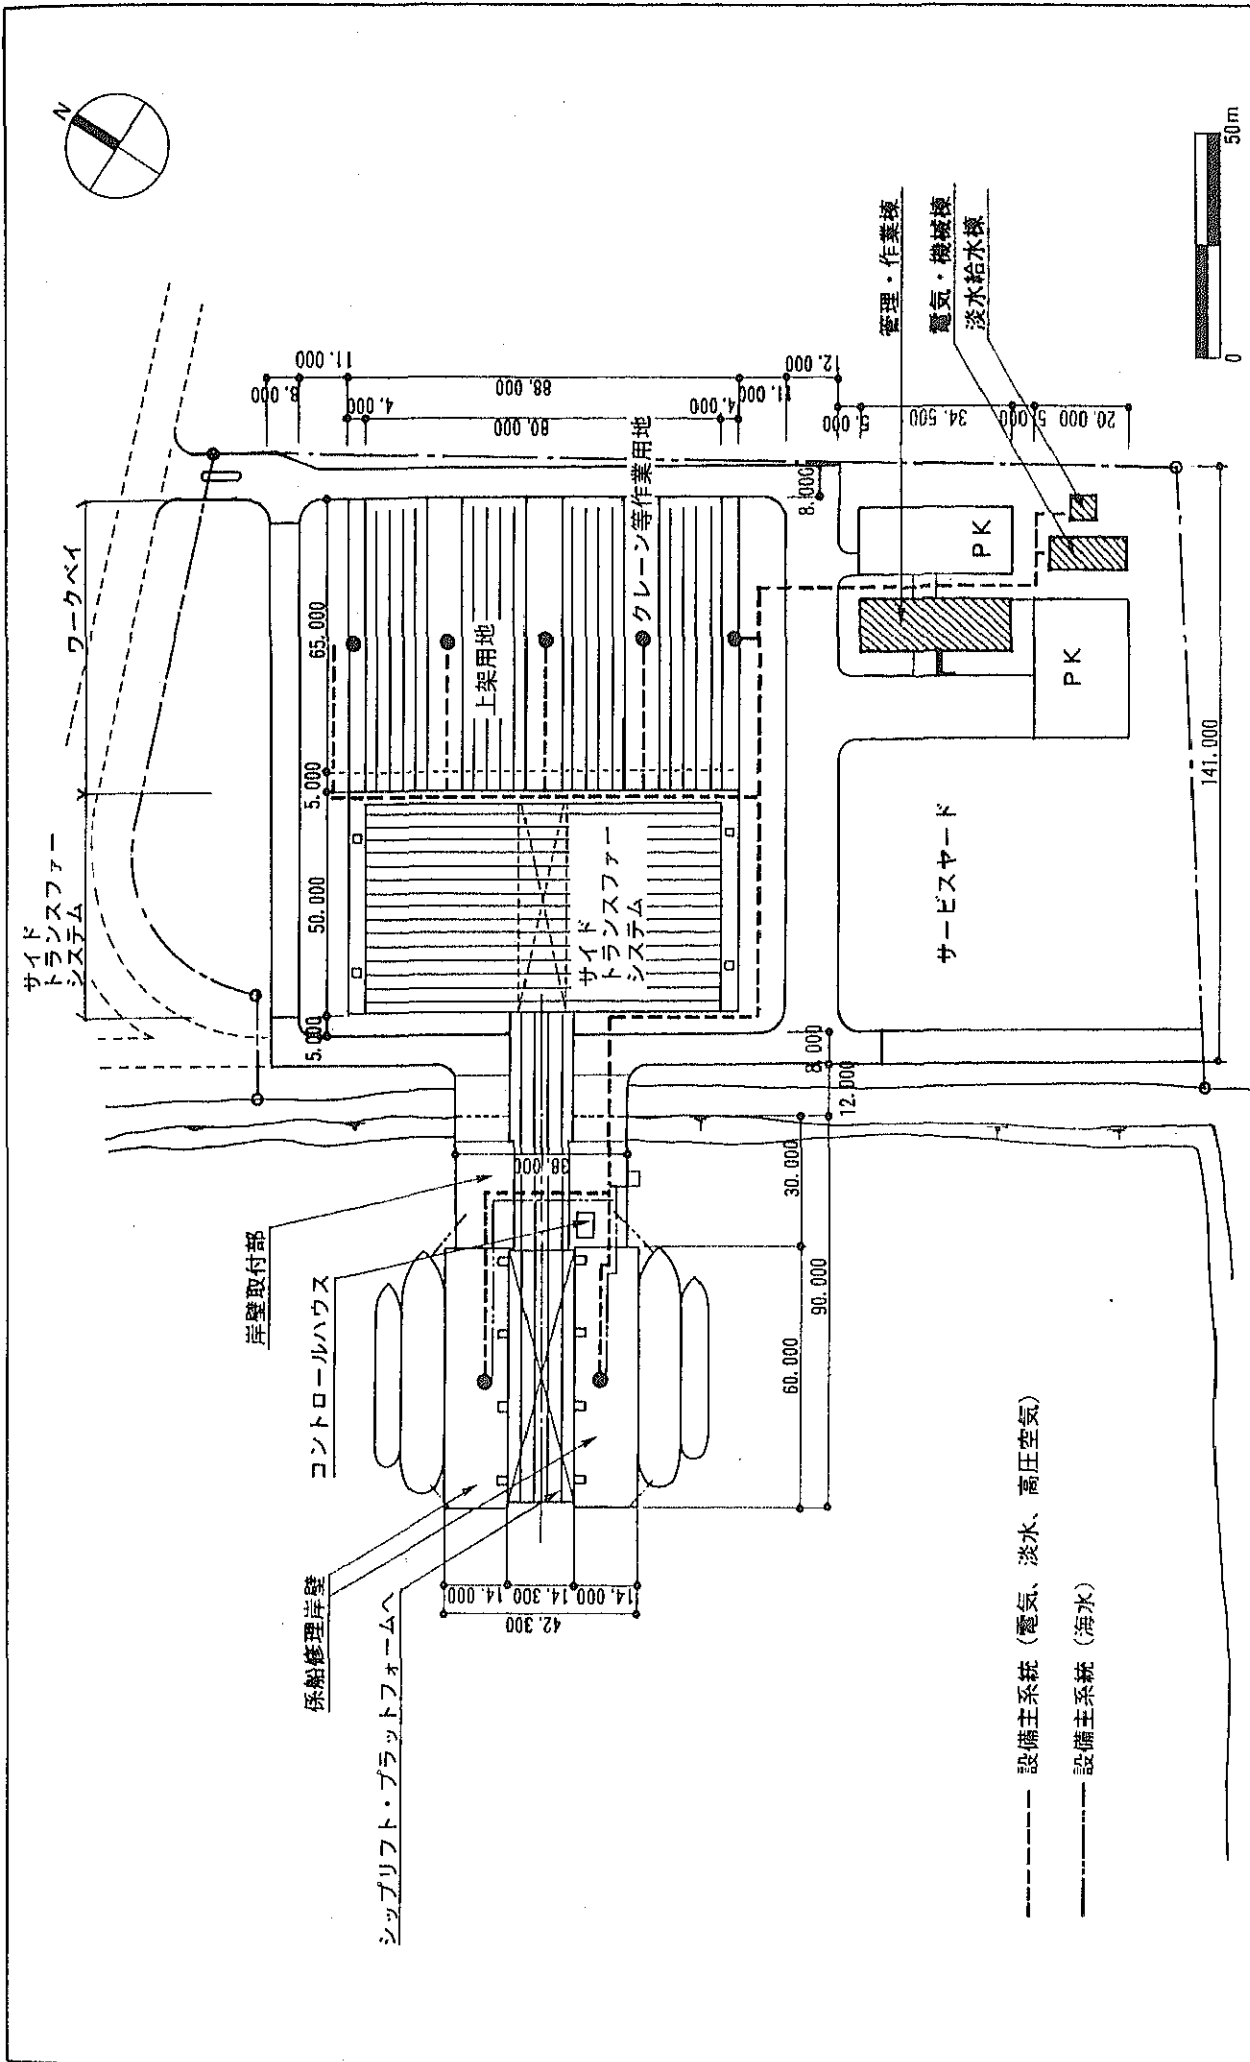 N
ワークベイ
サイド
トランスファー
システム
65.000
5.000
50.000
5.000
上架用地
クレーン等作業用地
サイド
トランスファー
システム
8.000
11.000
88.000
4.000
80.000
4.000
11.000
12.000
5.000
34.500
5.000
20.000
8.000
管理・作業棟
電気・機械棟
淡水給水棟
PK
PK
サービスヤード
141.000
8.000
12.000
30.000
90.000
60.000
38.000
岸壁取付部
コントロールハウス
係船修理岸壁
シップリフト・プラットフォームへ
14.000
14.300
14.000
42.300
設備主系統(電気、淡水、高圧空気)
設備主系統(海水)
0
50m